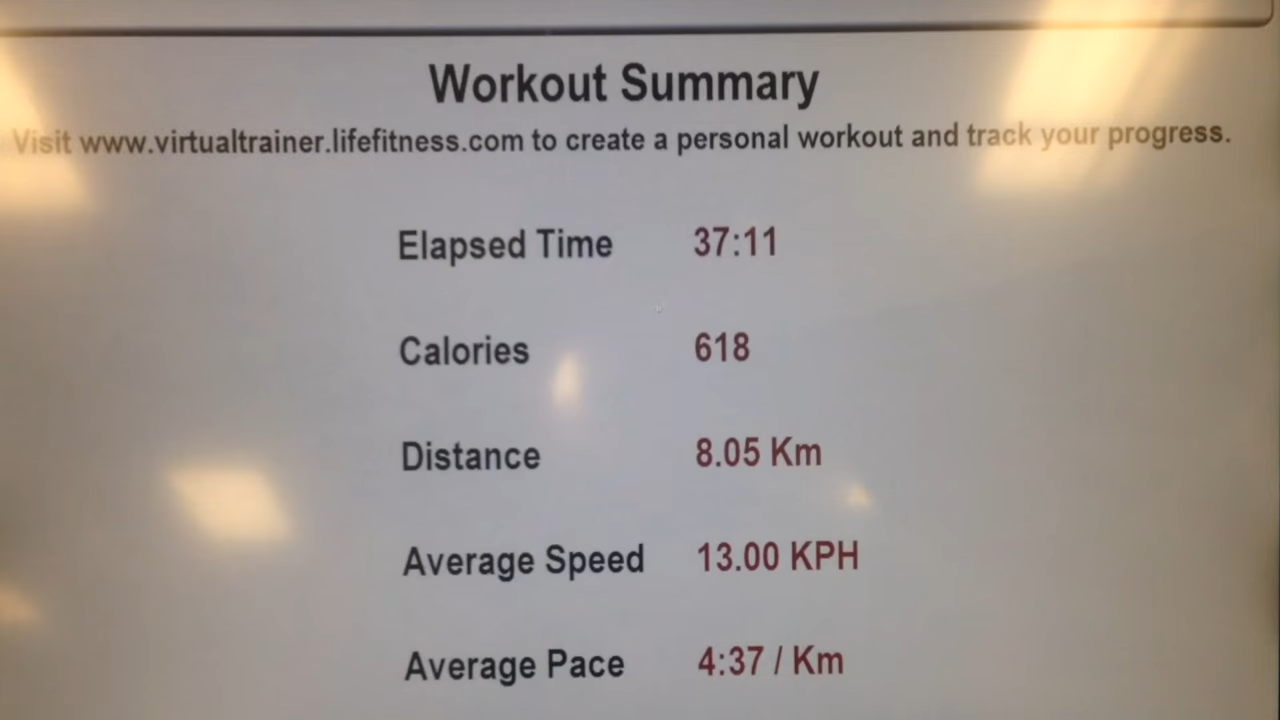 Workout Summary
Visit www.virtualtrainer.lifefitness.com to create a personal workout and track your progress.
Elapsed Time 37:11
Calories 618
Distance 8.05 Km
Average Speed 13.00 KPH
Average Pace 4:37 / Km